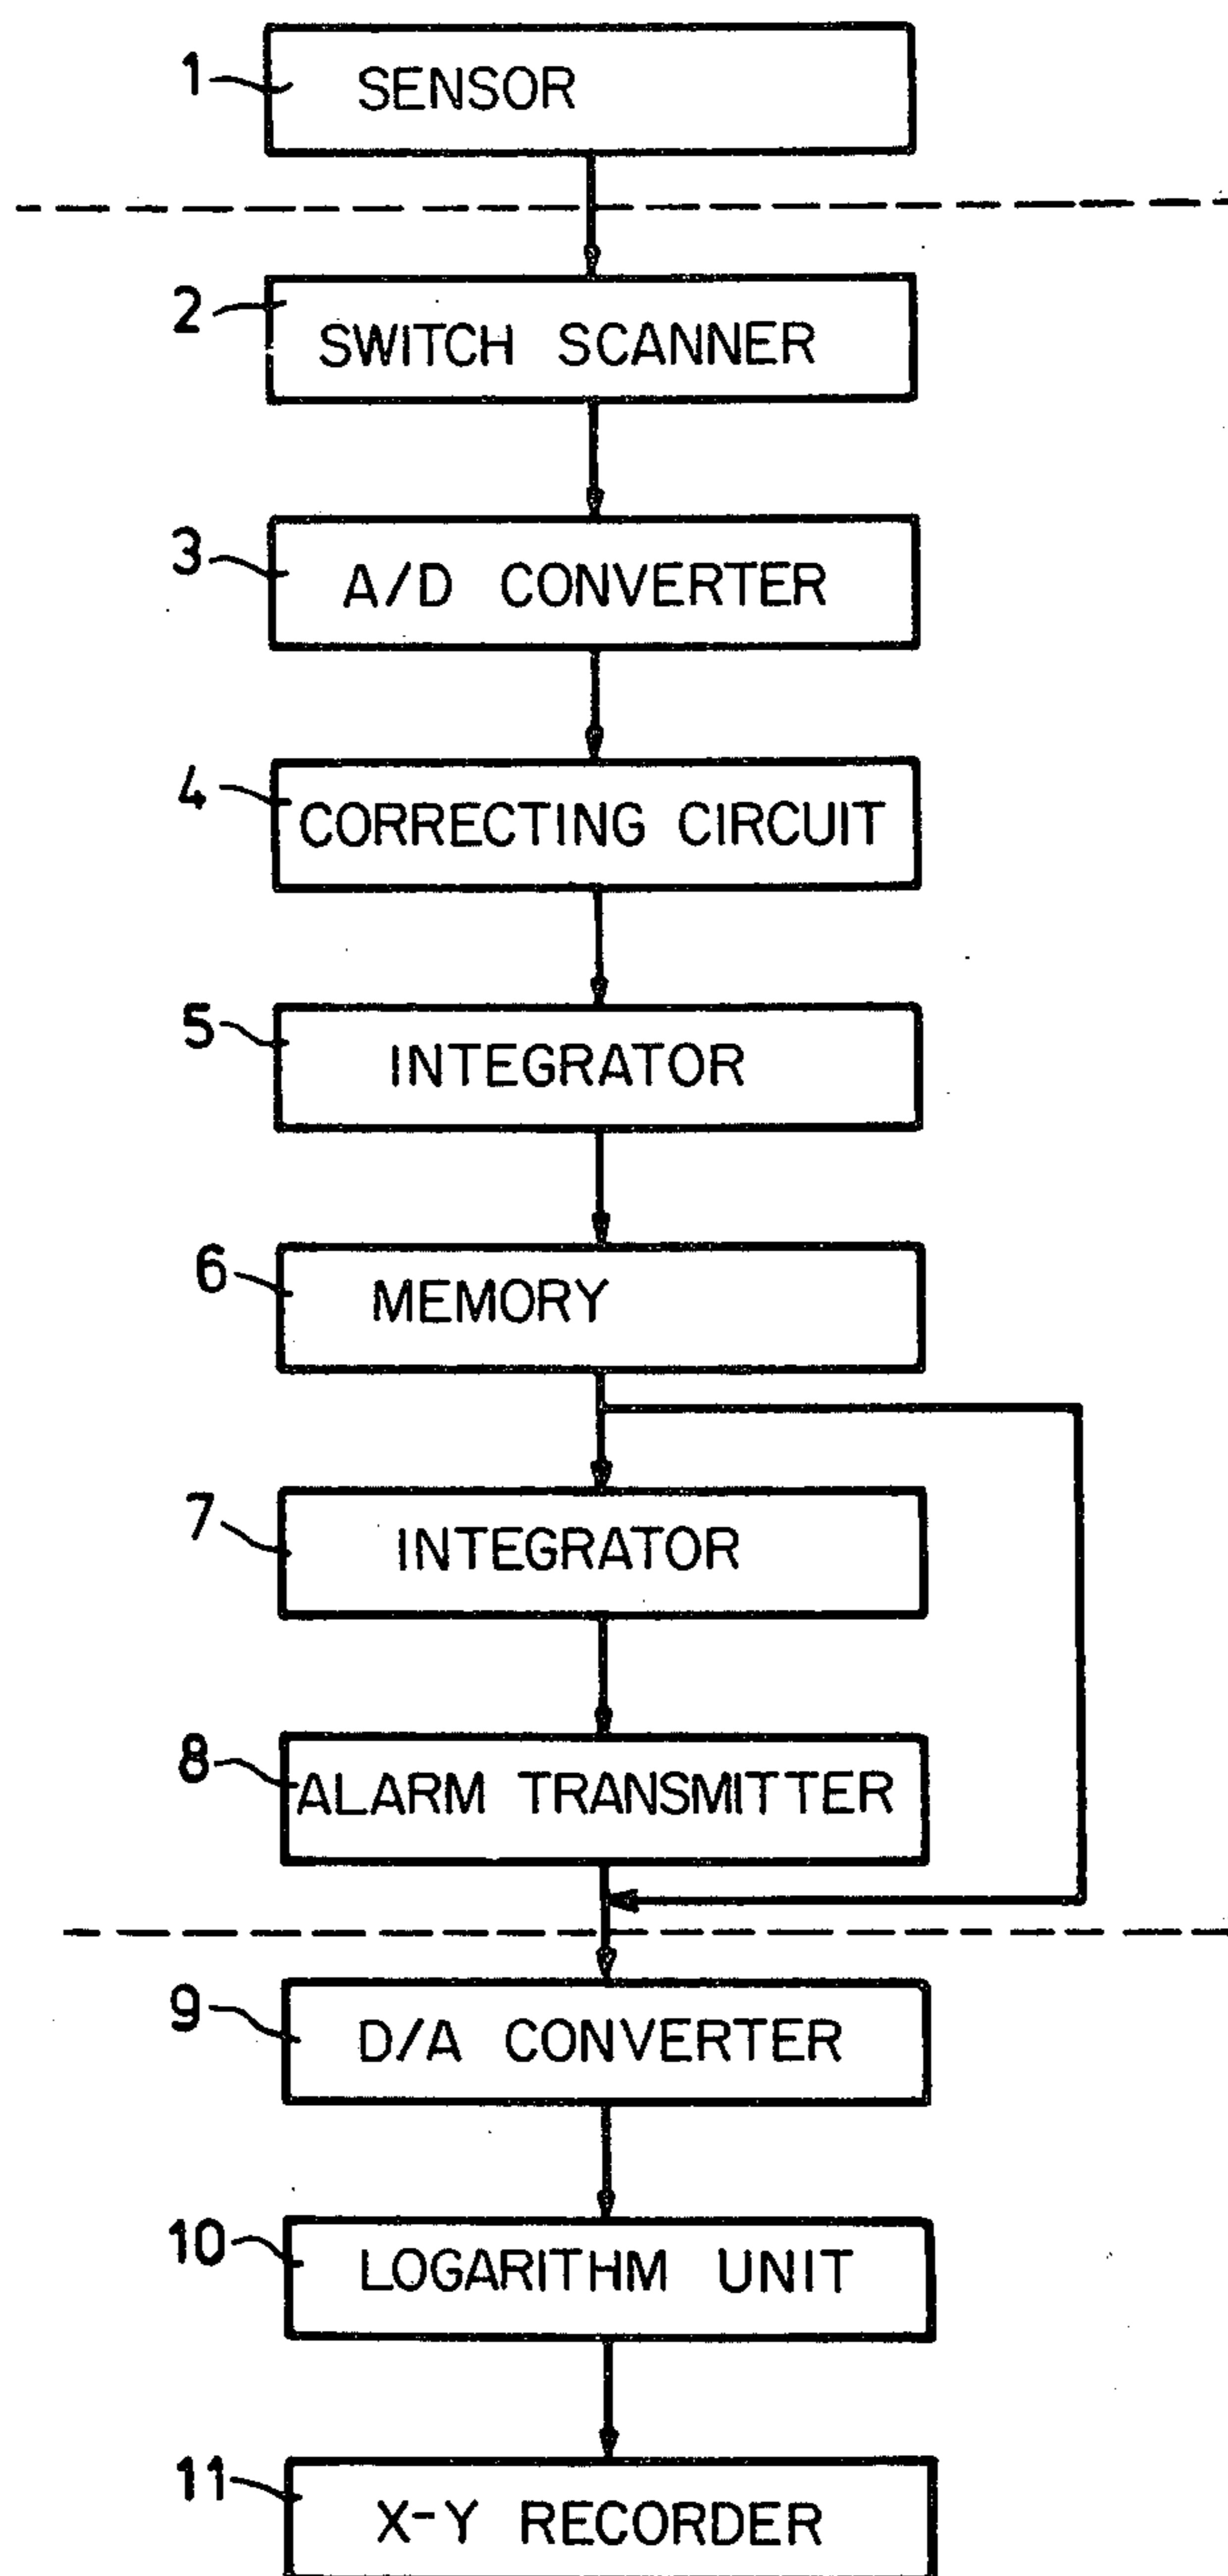 1 SENSOR
2 SWITCH SCANNER
3 A/D CONVERTER
4 CORRECTING CIRCUIT
5 INTEGRATOR
6 MEMORY
7 INTEGRATOR
8 ALARM TRANSMITTER
9 D/A CONVERTER
10 LOGARITHM UNIT
11 X-Y RECORDER